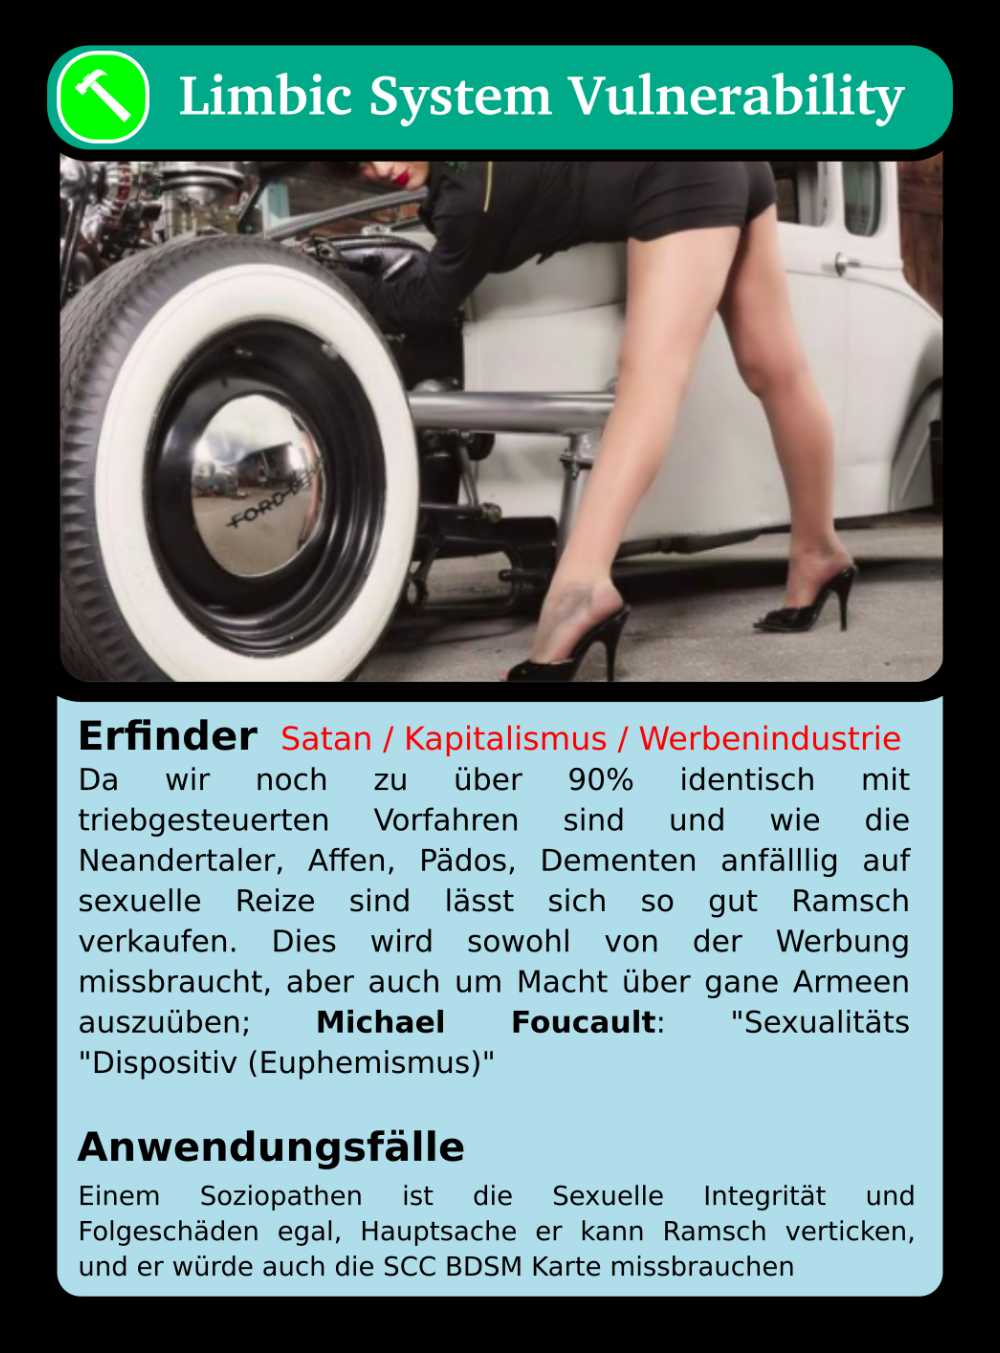 Limbic System Vulnerability
FORD
Erfinder Satan / Kapitalismus / Werbenindustrie
Da wir noch zu über 90% identisch mit
triebgesteuerten Vorfahren sind und wie die
Neandertaler, Affen, Pädos, Dementen anfälllig auf
sexuelle Reize sind lässt sich so gut Ramsch
verkaufen. Dies wird sowohl von der Werbung
missbraucht, aber auch um Macht über gane Armeen
auszuüben; Michael Foucault: "Sexualitäts
"Dispositiv (Euphemismus)"
Anwendungsfälle
Einem Soziopathen ist die Sexuelle Integrität und
Folgeschäden egal, Hauptsache er kann Ramsch verticken,
und er würde auch die SCC BDSM Karte missbrauchen